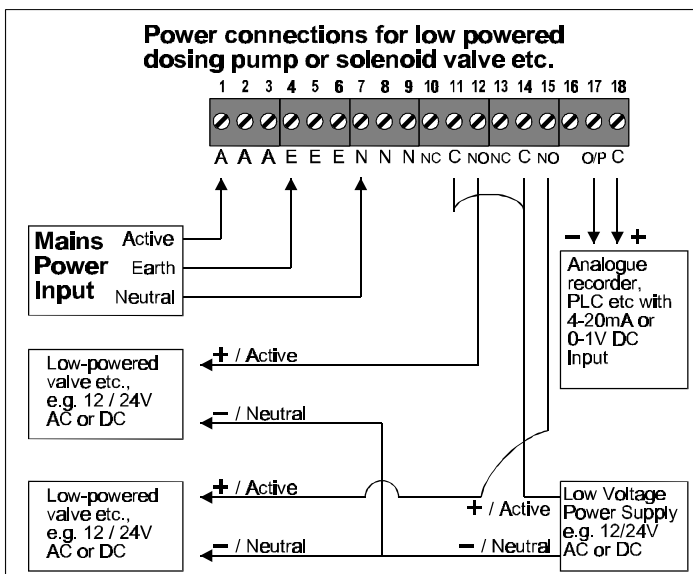 Power connections for low powered
dosing pump or solenoid valve etc.
1 2 3 4 5 6 7 8 9 10 11 12 13 14 15 16 17 18
A A A E E E N N N NC C NO NC C NO O/P C
Mains
Power
Input
Active
Earth
Neutral
– +
Analogue
recorder,
PLC etc with
4-20mA or
0-1V DC
Input
Low-powered
valve etc.,
e.g. 12 / 24V
AC or DC
+ / Active
– / Neutral
Low-powered
valve etc.,
e.g. 12 / 24V
AC or DC
+ / Active
– / Neutral
+ / Active
– / Neutral
Low Voltage
Power Supply
e.g. 12/24V
AC or DC